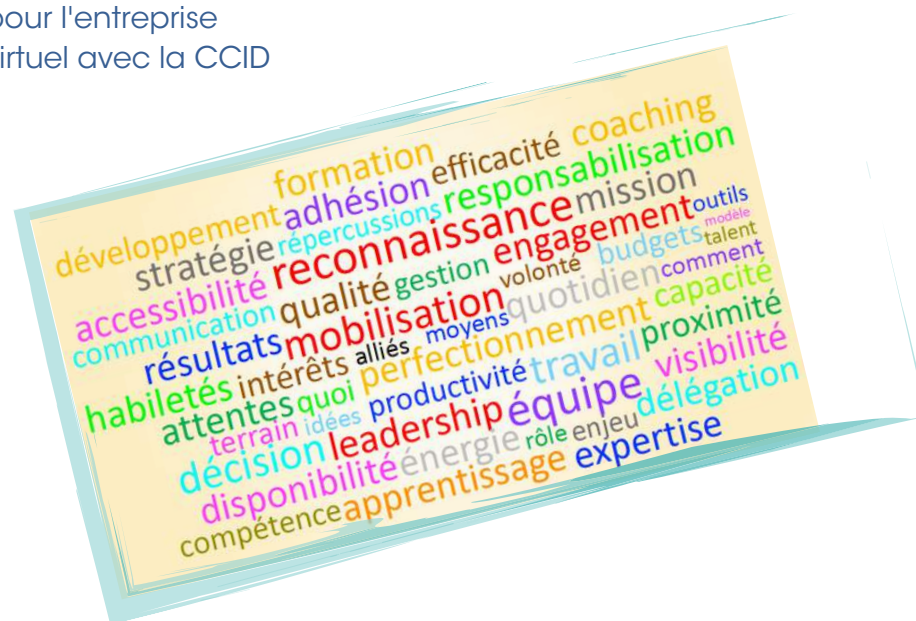 pour l'entreprise
irtuel avec la CCID
formation efficacité coaching
développement adhésion responsabilisation
stratégie répercussions reconnaissance mission
accessibilité qualité gestion engagement outils
modèle
communication mobilisation volonté budgets talent
résultats intérêts alliés moyens quotidien comment
habiletés quoi perfectionnement capacité
attentes idées productivité travail proximité
terrain leadership équipe visibilité
décision énergie rôle enjeu délégation
disponibilité apprentissage expertise
compétence